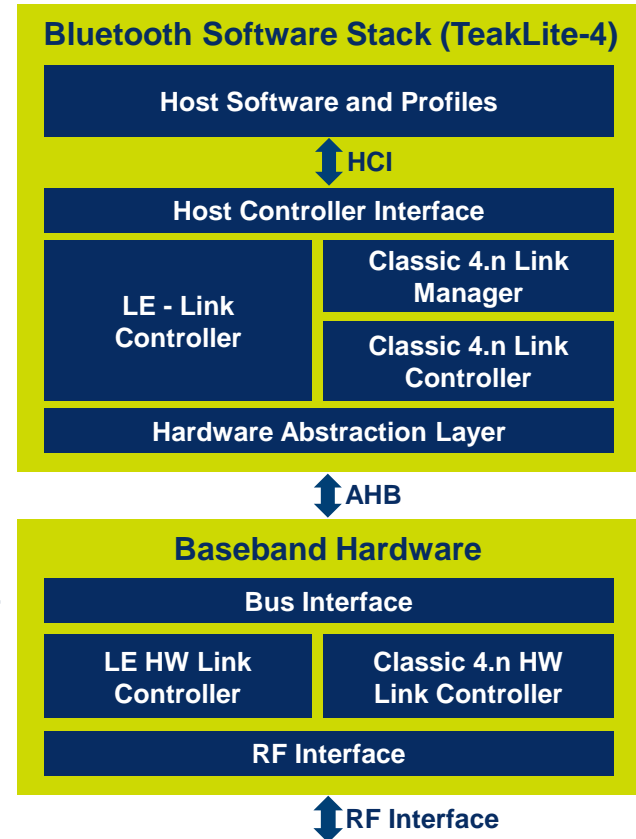 Bluetooth Software Stack (TeakLite-4)
Host Software and Profiles
HCI
Host Controller Interface
LE - Link
Controller
Classic 4.n Link
Manager
Classic 4.n Link
Controller
Hardware Abstraction Layer
AHB
Baseband Hardware
Bus Interface
LE HW Link
Controller
Classic 4.n HW
Link Controller
RF Interface
RF Interface